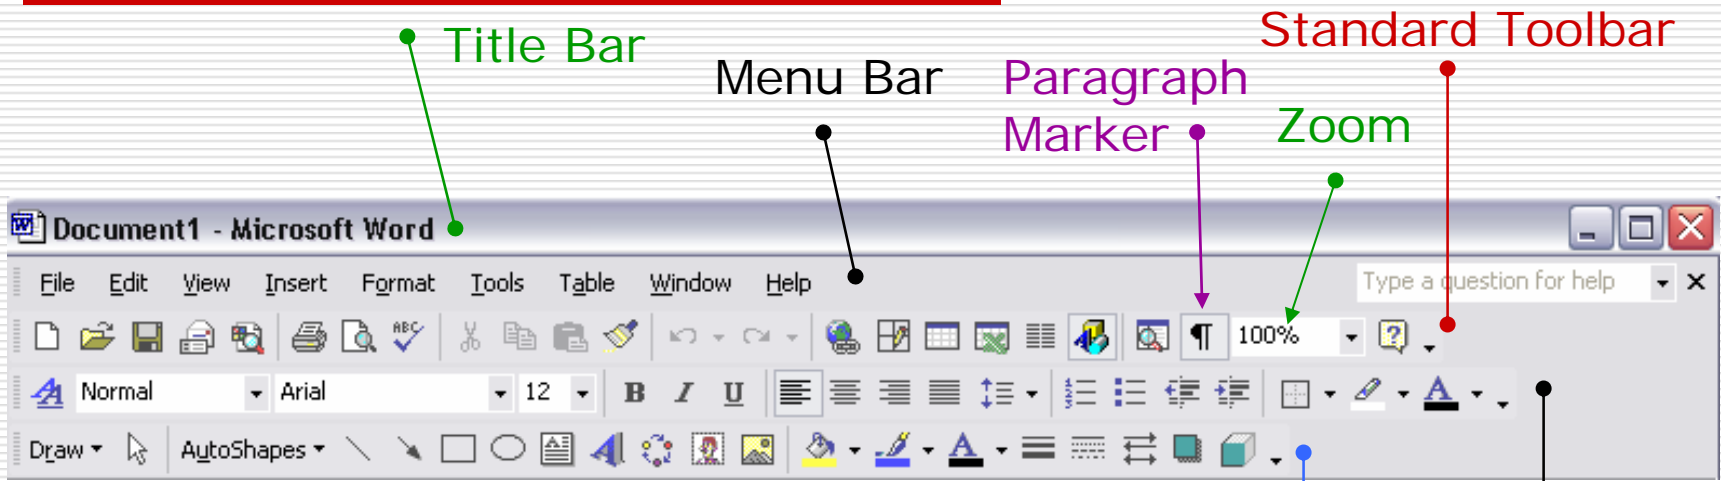 Title Bar
Standard Toolbar
Menu Bar
Paragraph
Marker
Zoom
Document1 - Microsoft Word
File Edit View Insert Format Tools Table Window Help Type a question for help
ABC ¶ 100% ?
Normal Arial 12 B I U A
Draw AutoShapes A